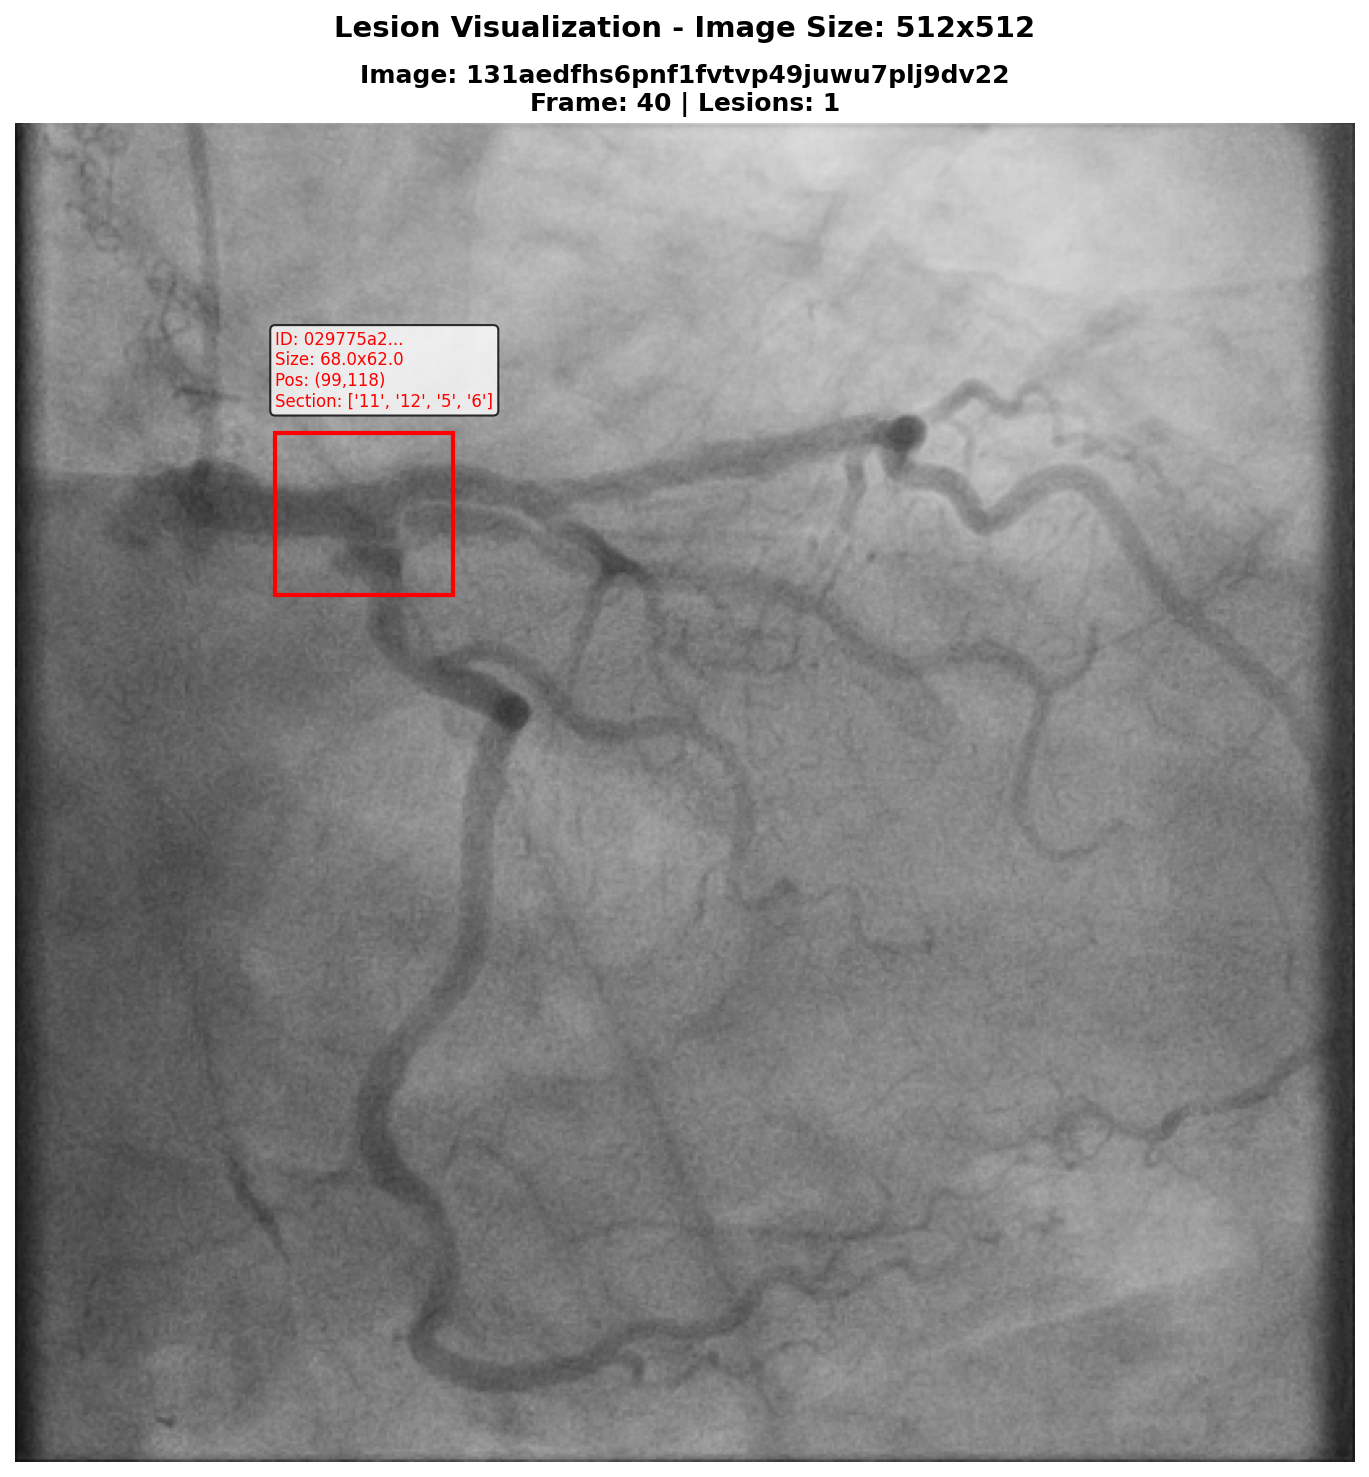 Lesion Visualization - Image Size: 512x512
Image: 131aedfhs6pnf1fvtvp49juwu7plj9dv22
Frame: 40 | Lesions: 1
ID: 029775a2...
Size: 68.0x62.0
Pos: (99,118)
Section: ['11', '12', '5', '6']